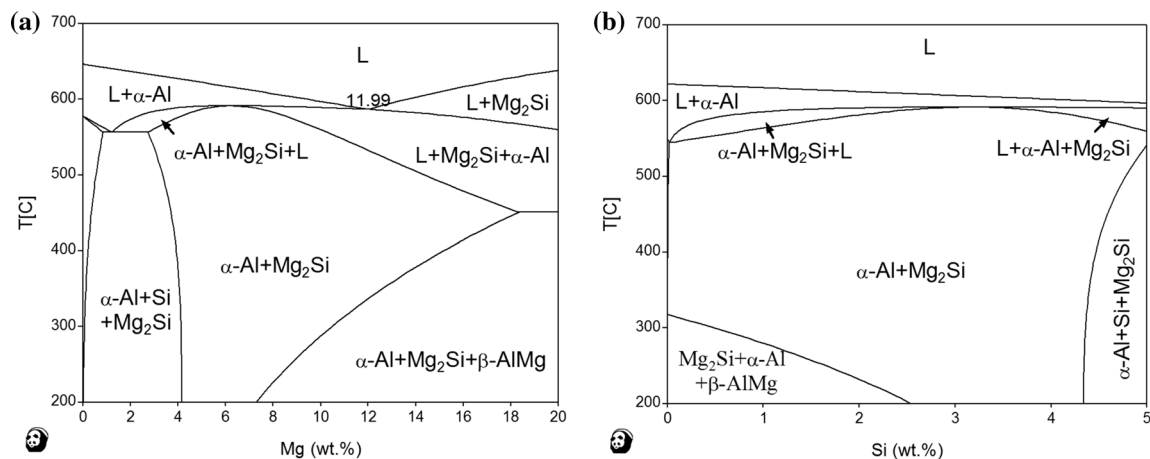 (a)
700
600
500
400
300
200
T[C]
L
L+α-Al
11.99
L+Mg₂Si
α-Al+Mg₂Si+L
L+Mg₂Si+α-Al
α-Al+Mg₂Si
α-Al+Si
+Mg₂Si
α-Al+Mg₂Si+β-AlMg
0 2 4 6 8 10 12 14 16 18 20
Mg (wt.%)
(b)
700
600
500
400
300
200
T[C]
L
L+α-Al
α-Al+Mg₂Si+L
L+α-Al+Mg₂Si
α-Al+Mg₂Si
α-Al+Si+Mg₂Si
Mg₂Si+α-Al
+β-AlMg
0 1 2 3 4 5
Si (wt.%)